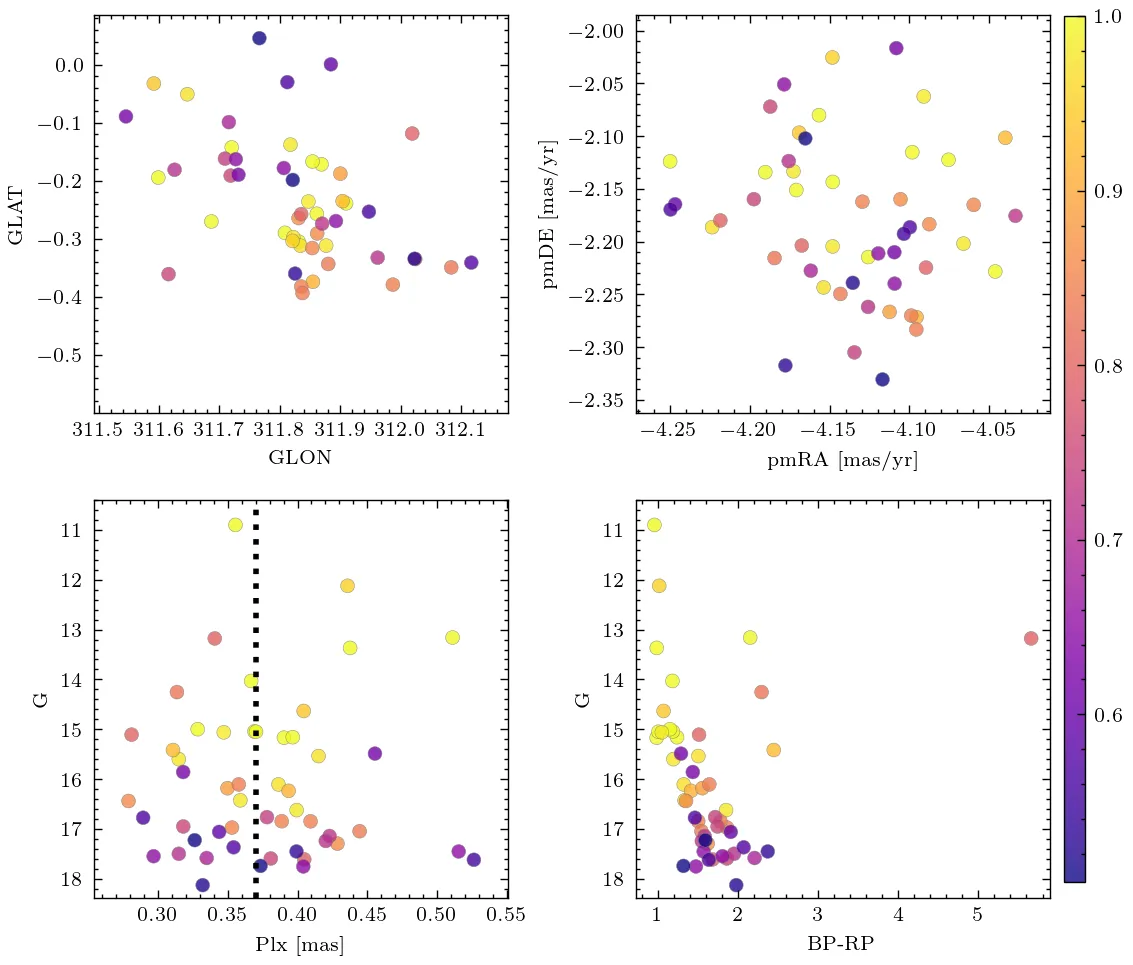 0.0
−0.1
−0.2
−0.3
−0.4
−0.5
GLAT
311.5 311.6 311.7 311.8 311.9 312.0 312.1
GLON
−2.00
−2.05
−2.10
−2.15
−2.20
−2.25
−2.30
−2.35
pmDE [mas/yr]
−4.25 −4.20 −4.15 −4.10 −4.05
pmRA [mas/yr]
1.0
0.9
0.8
0.7
0.6
11
12
13
14
15
16
17
18
G
0.30 0.35 0.40 0.45 0.50 0.55
Plx [mas]
11
12
13
14
15
16
17
18
G
1 2 3 4 5
BP-RP